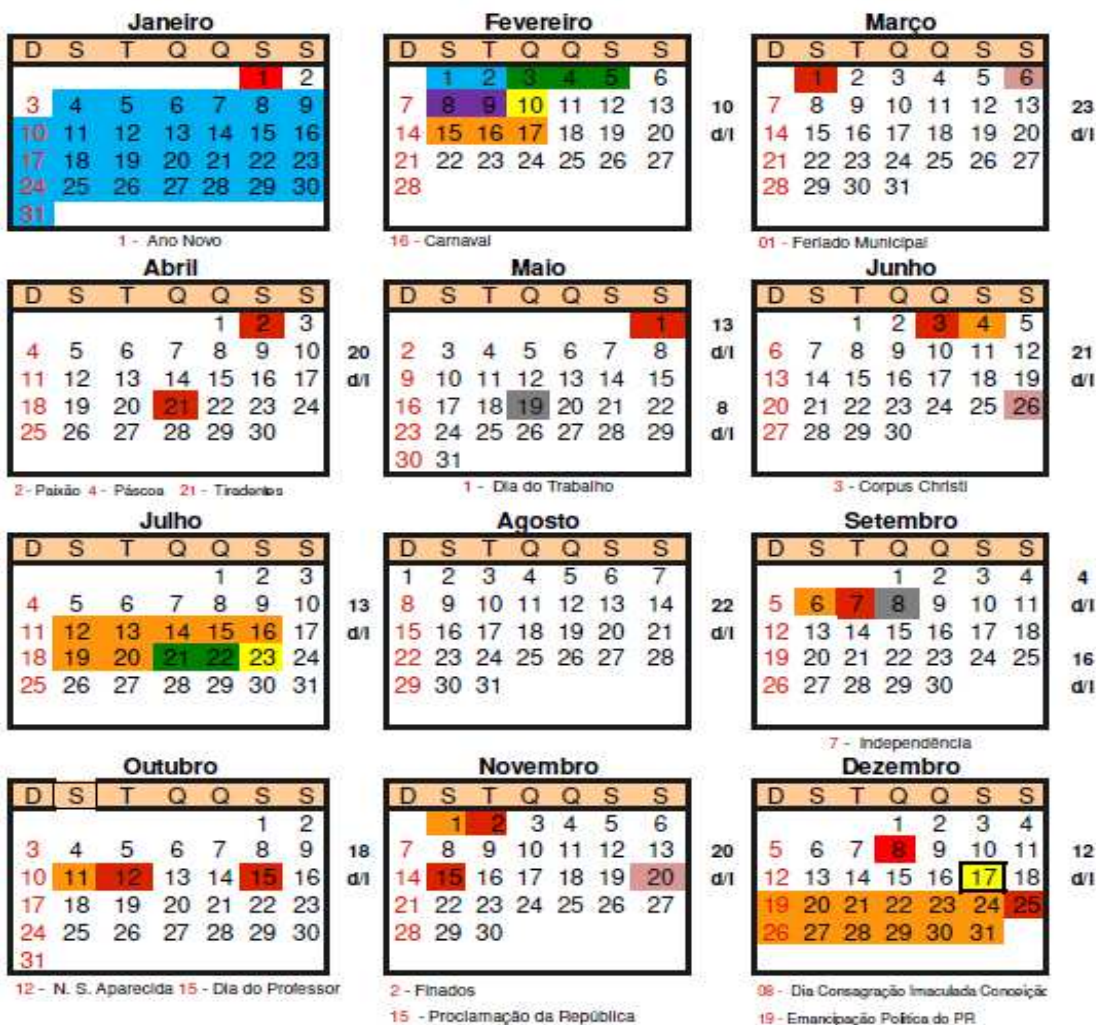 Janeiro Fevereiro Março
D S T Q Q S S D S T Q Q S S D S T Q Q S S
1 2 1 2 3 4 5 6 1 2 3 4 5 6
3 4 5 6 7 8 9 7 8 9 10 11 12 13 10 7 8 9 10 11 12 13 23
10 11 12 13 14 15 16 14 15 16 17 18 19 20 d/l 14 15 16 17 18 19 20 d/l
17 18 19 20 21 22 23 21 22 23 24 25 26 27 21 22 23 24 25 26 27
24 25 26 27 28 29 30 28 28 29 30 31
31
1 - Ano Novo 16 - Carnaval 01 - Feriado Municipal
Abril Maio Junho
D S T Q Q S S D S T Q Q S S D S T Q Q S S
1 2 3 1 13 1 2 3 4 5
4 5 6 7 8 9 10 20 2 3 4 5 6 7 8 d/l 6 7 8 9 10 11 12 21
11 12 13 14 15 16 17 d/l 9 10 11 12 13 14 15 13 14 15 16 17 18 19 d/l
18 19 20 21 22 23 24 16 17 18 19 20 21 22 8 20 21 22 23 24 25 26
25 26 27 28 29 30 23 24 25 26 27 28 29 d/l 27 28 29 30
30 31
2 - Paixão 4 - Páscoa 21 - Tiradentes 1 - Dia do Trabalho 3 - Corpus Christi
Julho Agosto Setembro
D S T Q Q S S D S T Q Q S S D S T Q Q S S
1 2 3 1 2 3 4 5 6 7 1 2 3 4 4
4 5 6 7 8 9 10 13 8 9 10 11 12 13 14 22 5 6 7 8 9 10 11 d/l
11 12 13 14 15 16 17 d/l 15 16 17 18 19 20 21 d/l 12 13 14 15 16 17 18
18 19 20 21 22 23 24 22 23 24 25 26 27 28 19 20 21 22 23 24 25 16
25 26 27 28 29 30 31 29 30 31 26 27 28 29 30 d/l
7 - Independência
Outubro Novembro Dezembro
D S T Q Q S S D S T Q Q S S D S T Q Q S S
1 2 1 2 3 4 5 6 1 2 3 4
3 4 5 6 7 8 9 18 7 8 9 10 11 12 13 20 5 6 7 8 9 10 11 12
10 11 12 13 14 15 16 d/l 14 15 16 17 18 19 20 d/l 12 13 14 15 16 17 18 d/l
17 18 19 20 21 22 23 21 22 23 24 25 26 27 19 20 21 22 23 24 25
24 25 26 27 28 29 30 28 29 30 26 27 28 29 30 31
31
12 - N. S. Aparecida 15 - Dia do Professor 2 - Finados 08 - Dia Consagração Imaculada Conceiçã
15 - Proclamação da República 19 - Emancipação Política do PR